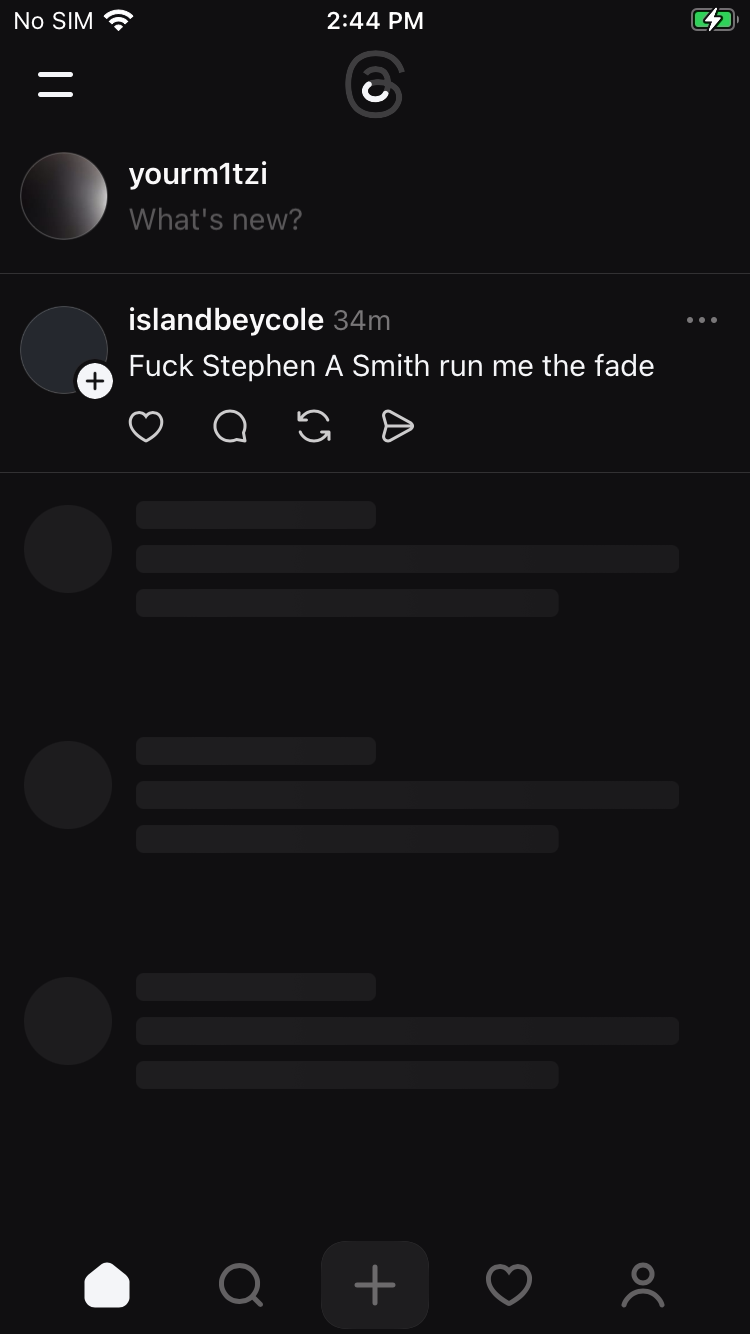 No SIM 2:44 PM
yourm1tzi
What's new?
islandbeycole 34m
Fuck Stephen A Smith run me the fade